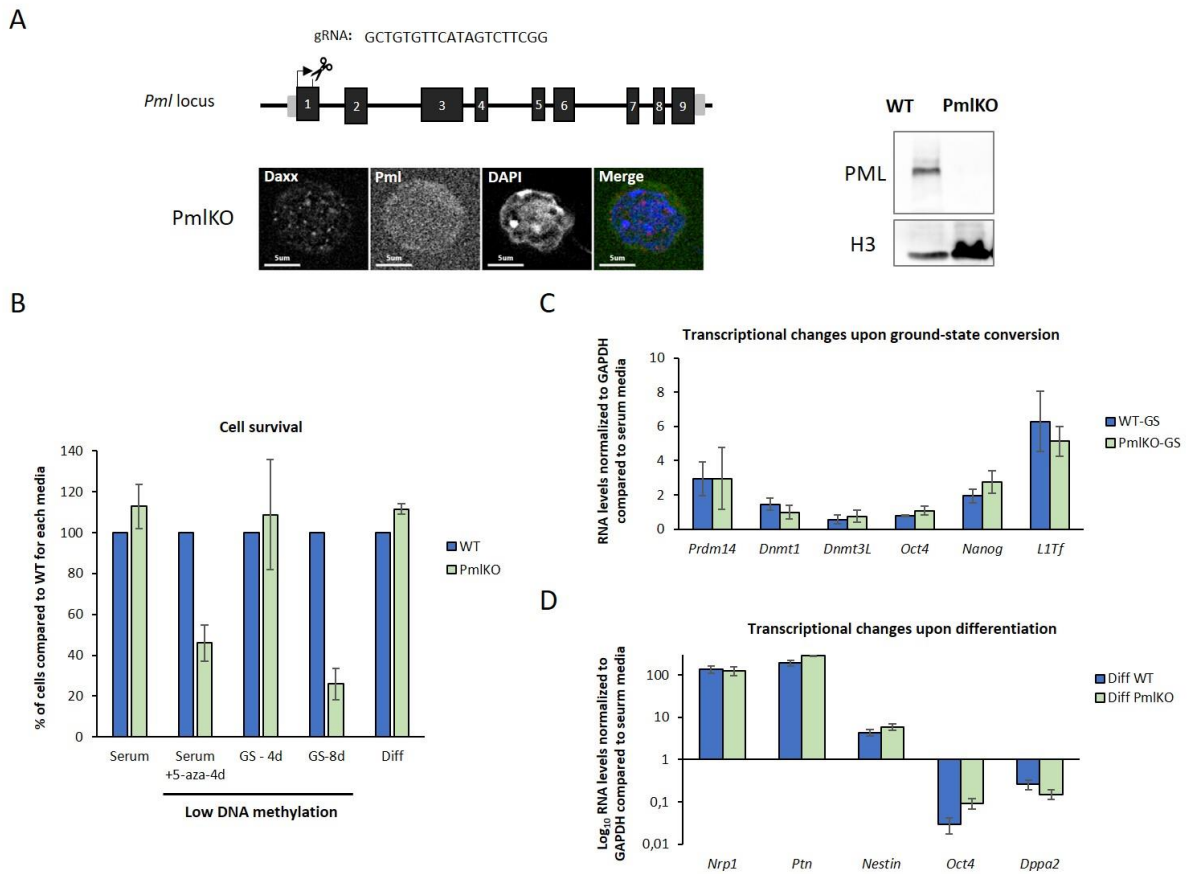 A
gRNA: GCTGTGTTCATAGTCTTCGG
Pml locus
1 2 3 4 5 6 7 8 9
WT PmlKO
PML
H3
PmlKO
Daxx Pml DAPI Merge
5um 5um 5um 5um
B
Cell survival
% of cells compared to WT for each media
140
120
100
80
60
40
20
0
Serum Serum GS - 4d GS-8d Diff
+5-aza-4d
Low DNA methylation
WT
PmlKO
C
Transcriptional changes upon ground-state conversion
RNA levels normalized to GAPDH
compared to serum media
10
8
6
4
2
0
Prdm14 Dnmt1 Dnmt3L Oct4 Nanog L1Tf
WT-GS
PmlKO-GS
D
Transcriptional changes upon differentiation
Log10 RNA levels normalized to
GAPDH compared to seurm media
100
10
1
0,1
0,01
Nrp1 Ptn Nestin Oct4 Dppa2
Diff WT
Diff PmlKO